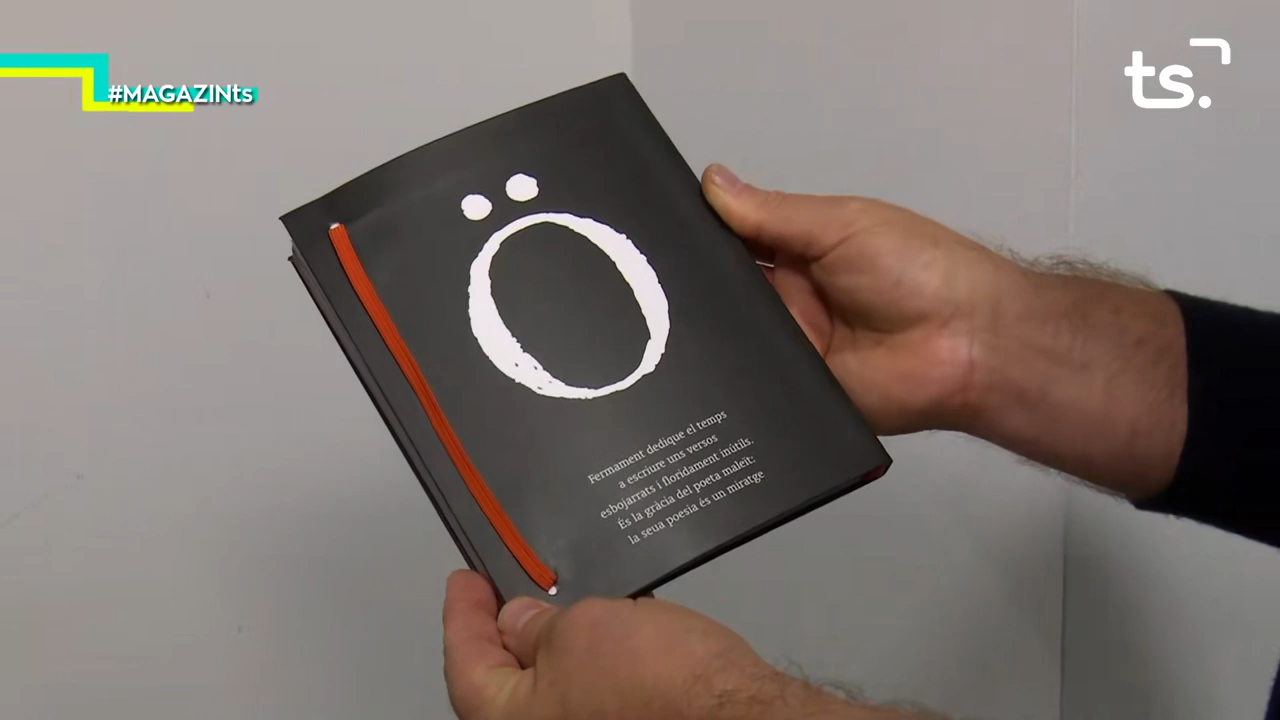 #MAGAZINts
ts.
Ö
Fermament dedique el temps
a escriure uns versos
esbojarrats i floridament inútils.
És la gràcia del poeta maleït:
la seua poesia és un miratge